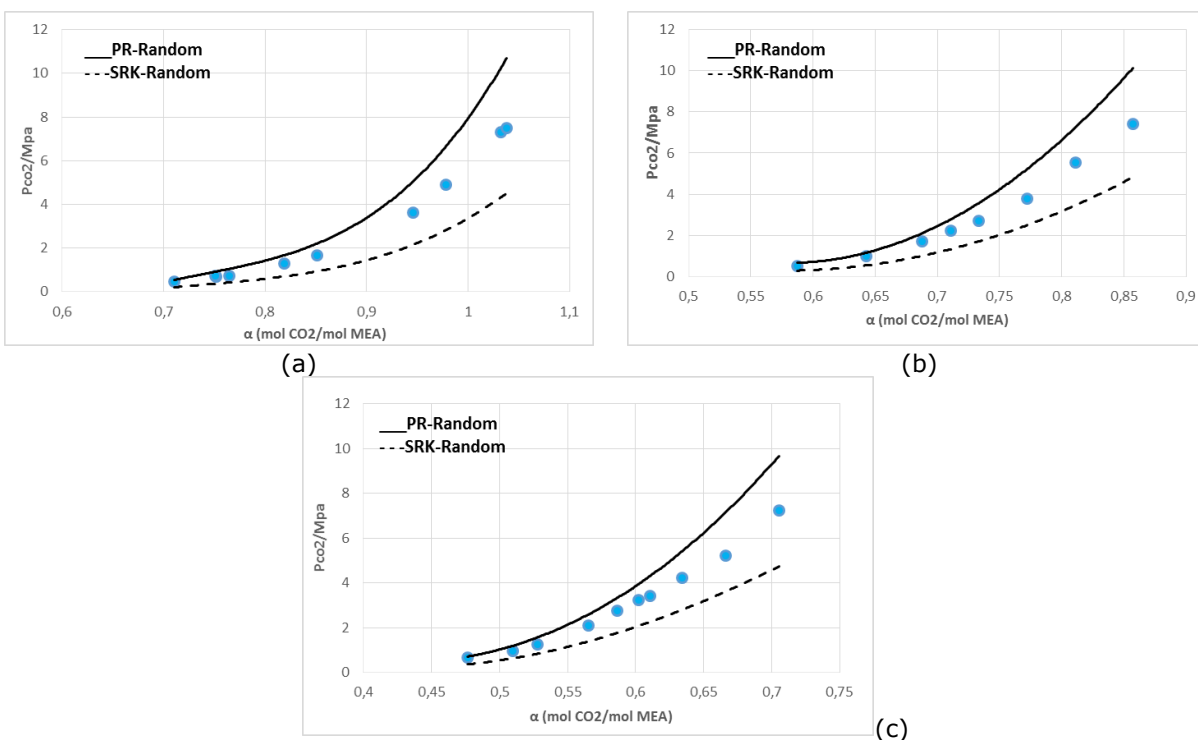 12
10
8
6
4
2
0
Pco2/Mpa
___PR-Random
---SRK-Random
0,6 0,7 0,8 0,9 1 1,1
α (mol CO2/mol MEA)
(a)
12
10
8
6
4
2
0
Pco2/Mpa
___PR-Random
---SRK-Random
0,5 0,55 0,6 0,65 0,7 0,75 0,8 0,85 0,9
α (mol CO2/mol MEA)
(b)
12
10
8
6
4
2
0
Pco2/Mpa
___PR-Random
---SRK-Random
0,4 0,45 0,5 0,55 0,6 0,65 0,7 0,75
α (mol CO2/mol MEA)
(c)